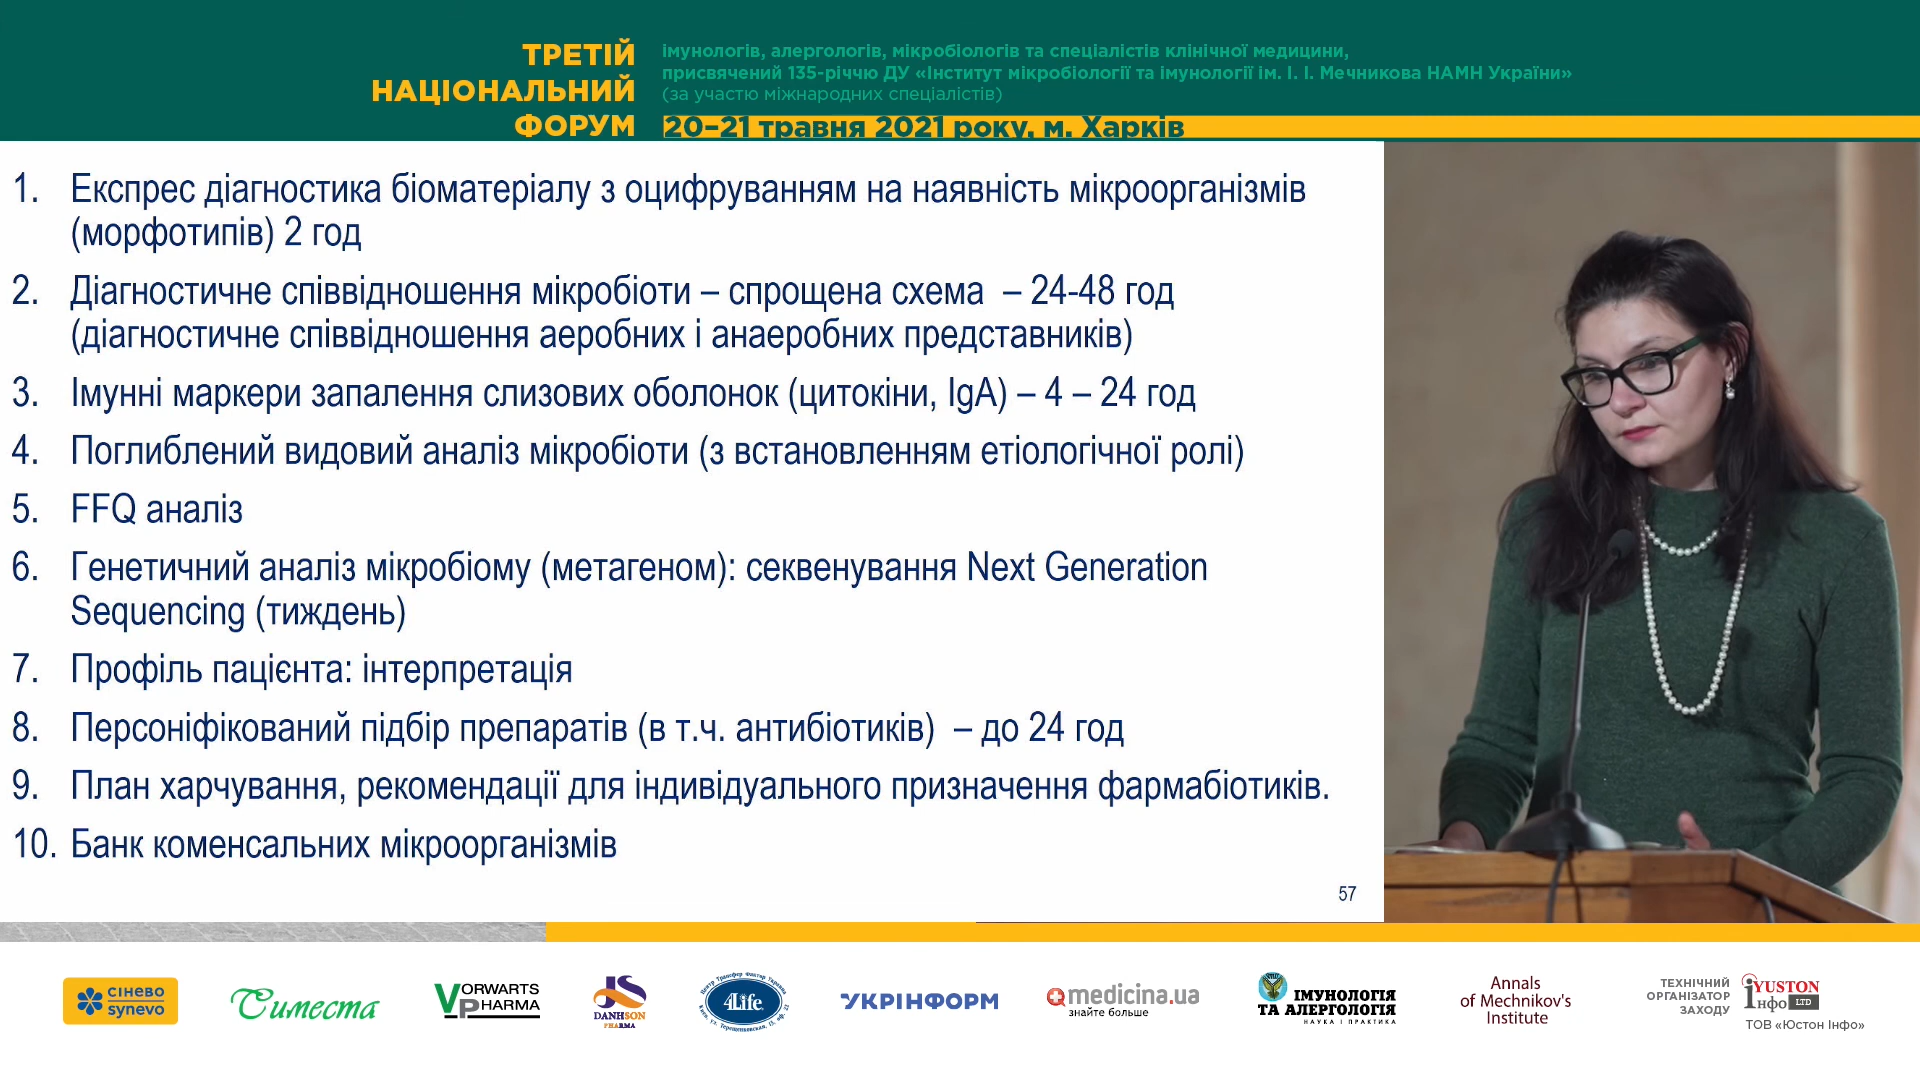 ТРЕТІЙ
НАЦІОНАЛЬНИЙ
ФОРУМ
імунологів, алергологів, мікробіологів та спеціалістів клінічної медицини,
присвячений 135-річчю ДУ «Інститут мікробіології та імунології ім. І. І. Мечникова НАМН України»
(за участю міжнародних спеціалістів)
20–21 травня 2021 року, м. Харків
1. Експрес діагностика біоматеріалу з оцифруванням на наявність мікроорганізмів
(морфотипів) 2 год
2. Діагностичне співвідношення мікробіоти – спрощена схема – 24-48 год
(діагностичне співвідношення аеробних і анаеробних представників)
3. Імунні маркери запалення слизових оболонок (цитокіни, IgA) – 4 – 24 год
4. Поглиблений видовий аналіз мікробіоти (з встановленням етіологічної ролі)
5. FFQ аналіз
6. Генетичний аналіз мікробіому (метагеном): секвенування Next Generation
Sequencing (тиждень)
7. Профіль пацієнта: інтерпретація
8. Персоніфікований підбір препаратів (в т.ч. антибіотиків) – до 24 год
9. План харчування, рекомендації для індивідуального призначення фармабіотиків.
10. Банк коменсальних мікроорганізмів
57
СІНЕВО
synevo
Симеста
VORWARTS
PHARMA
DANHSON
PHARMA
Центр Трансфер Фактор Україна
4Life
УКРІНФОРМ
medicina.ua
знайте больше
ІМУНОЛОГІЯ
ТА АЛЕРГОЛОГІЯ
НАУКА І ПРАКТИКА
Annals
of Mechnikov's
Institute
ТЕХНІЧНИЙ
ОРГАНІЗАТОР
ЗАХОДУ
iYUSTON
Інфо LTD
ТОВ «Юстон Інфо»